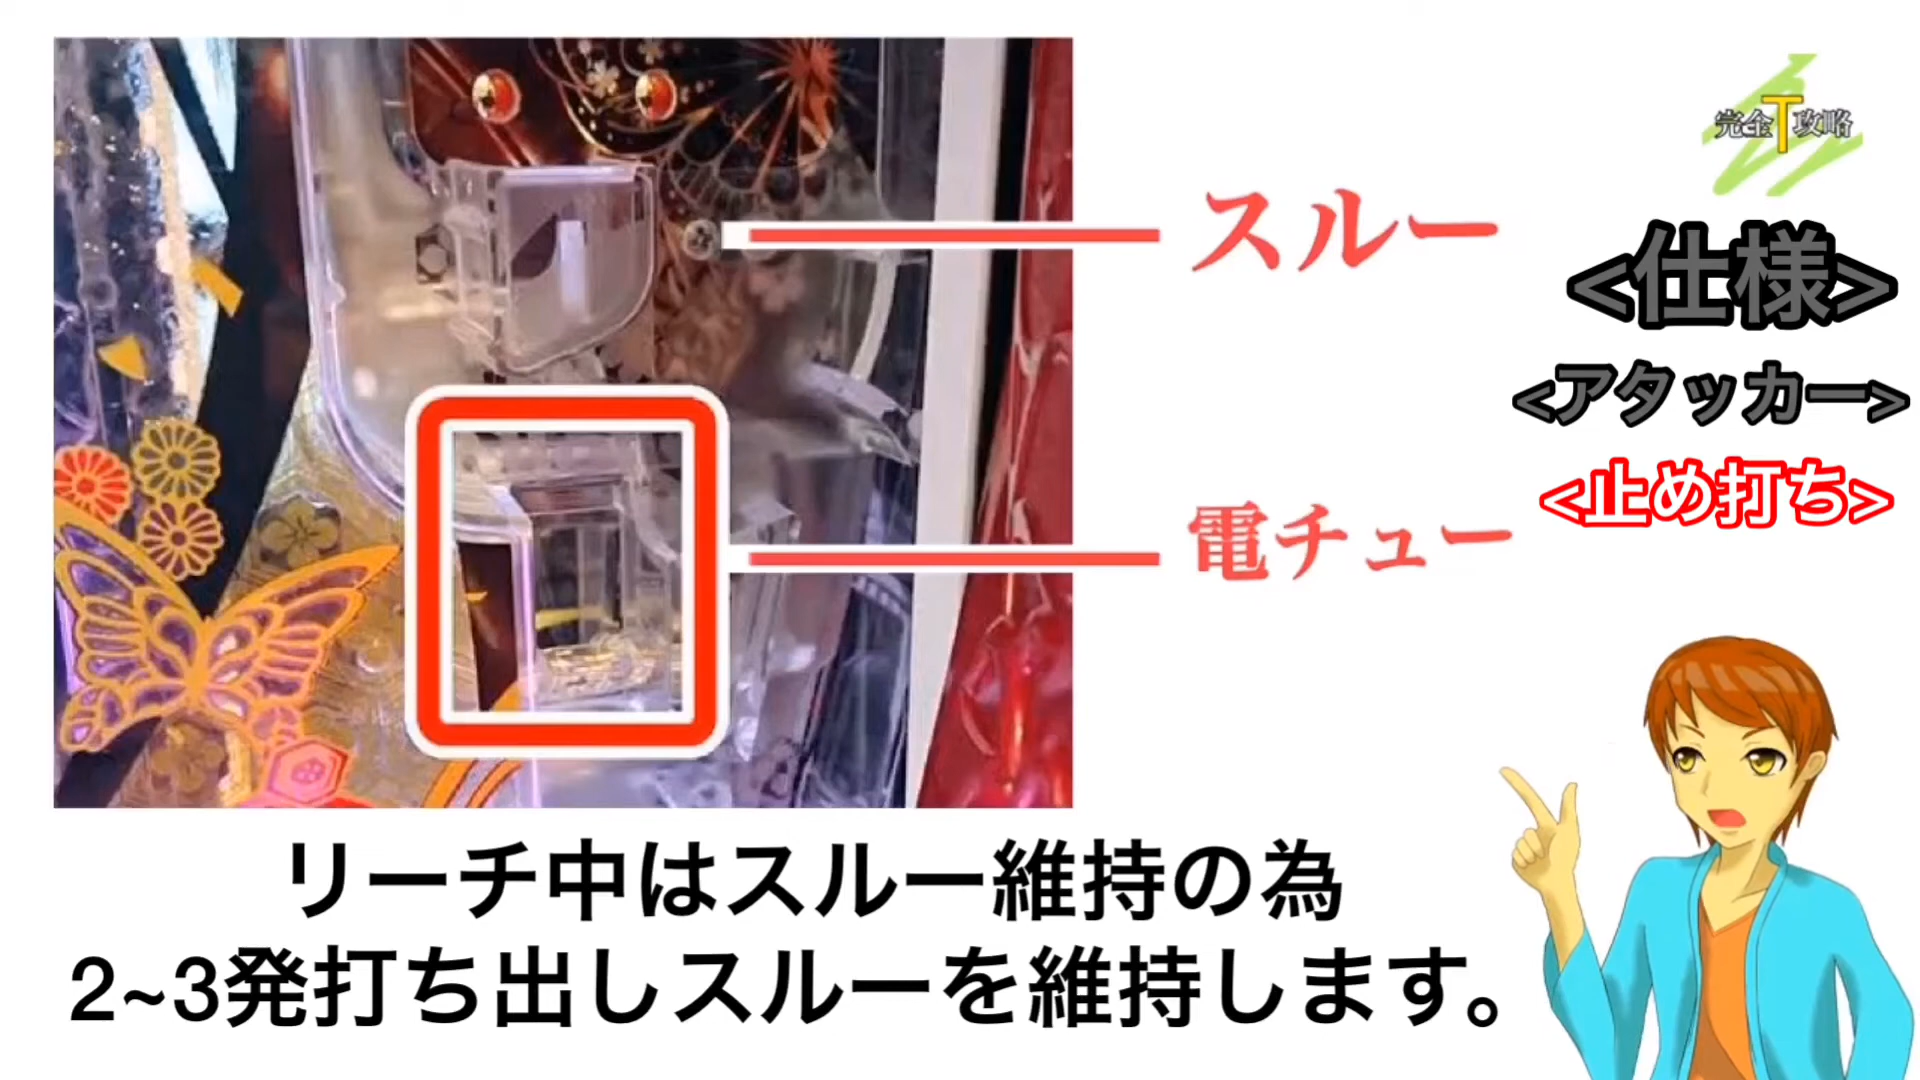 完全T攻略
スルー
<仕様>
<アタッカー>
<止め打ち>
電チュー
リーチ中はスルー維持の為
2~3発打ち出しスルーを維持します。